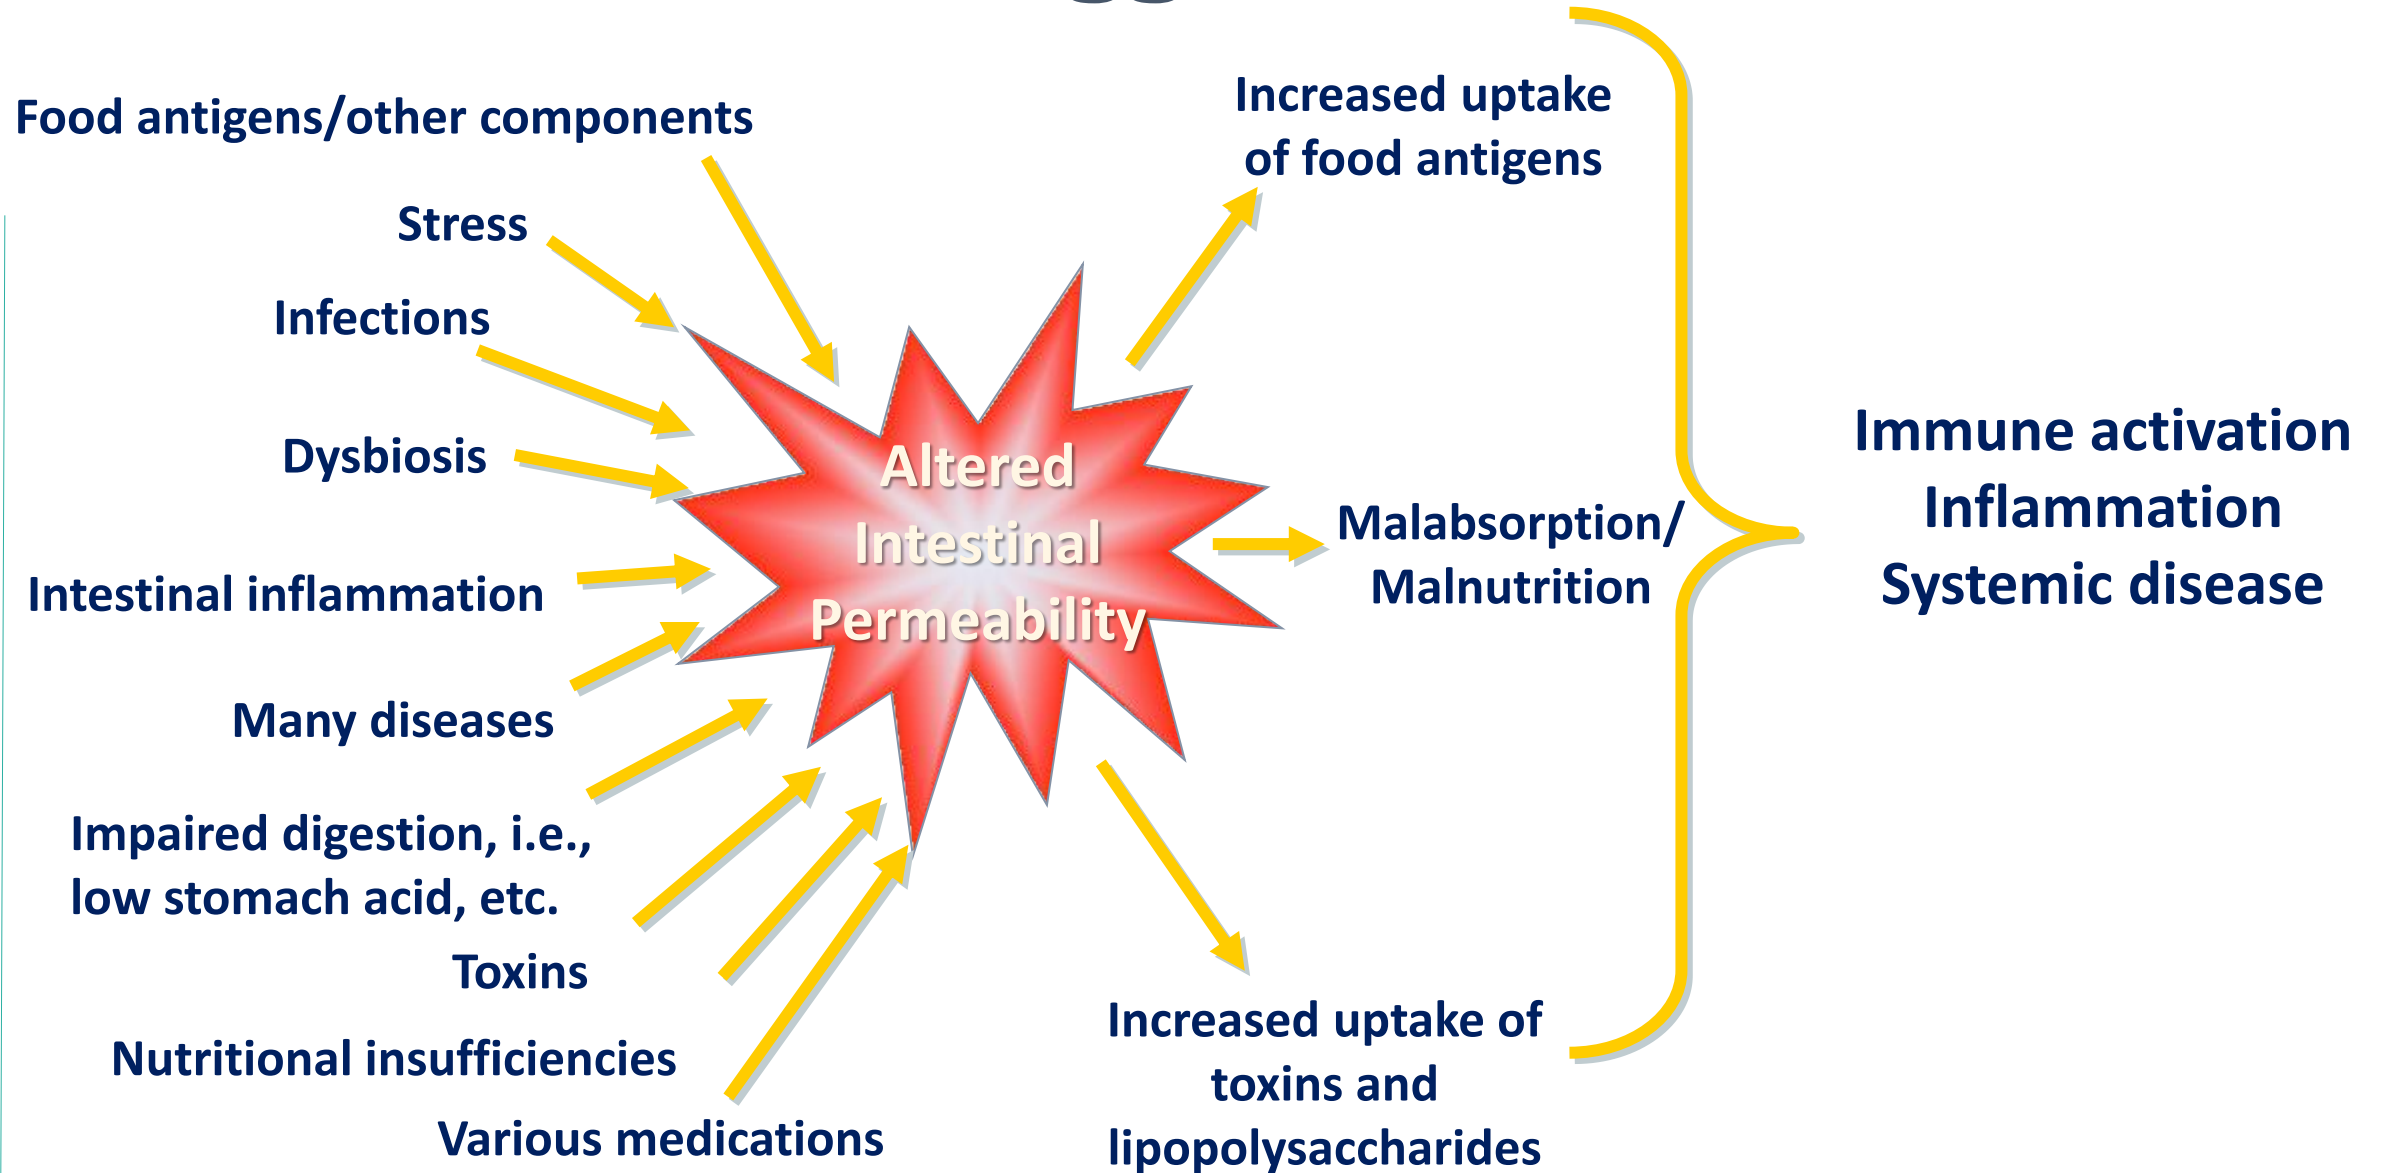 Food antigens/other components
Stress
Infections
Dysbiosis
Intestinal inflammation
Many diseases
Impaired digestion, i.e.,
low stomach acid, etc.
Toxins
Nutritional insufficiencies
Various medications
Altered
Intestinal
Permeability
Increased uptake
of food antigens
Malabsorption/
Malnutrition
Increased uptake of
toxins and
lipopolysaccharides
Immune activation
Inflammation
Systemic disease